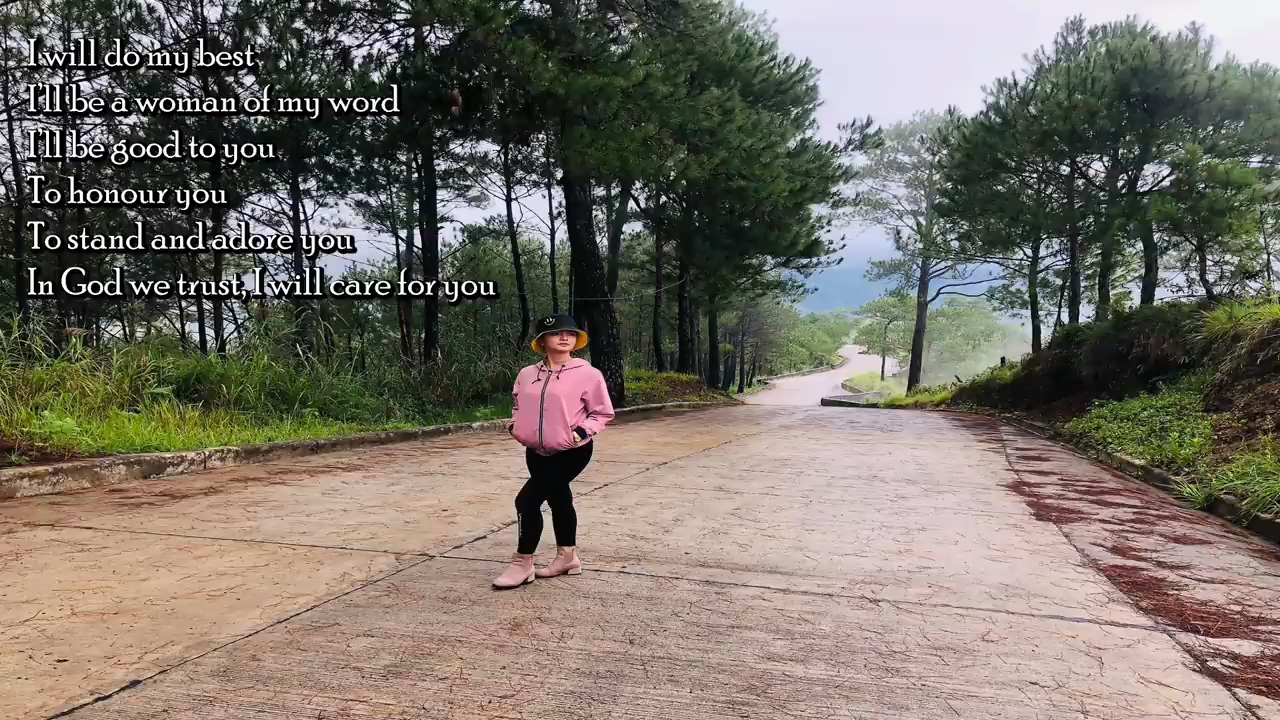 I will do my best
I'll be a woman of my word
I'll be good to you
To honour you
To stand and adore you
In God we trust, I will care for you